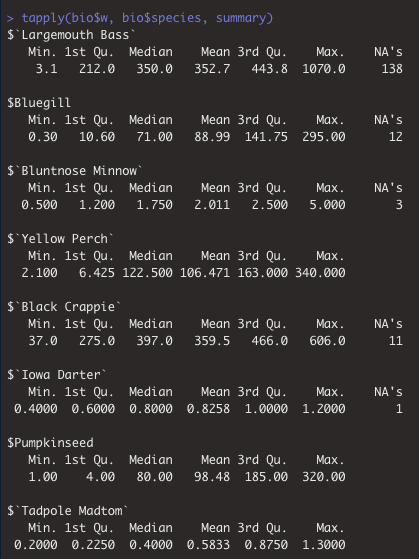 > tapply(bio$w, bio$species, summary)
$`Largemouth Bass`
   Min. 1st Qu.  Median    Mean 3rd Qu.    Max.    NA's
    3.1   212.0   350.0   352.7   443.8  1070.0     138

$Bluegill
   Min. 1st Qu.  Median    Mean 3rd Qu.    Max.    NA's
   0.30   10.60   71.00   88.99  141.75  295.00      12

$`Bluntnose Minnow`
   Min. 1st Qu.  Median    Mean 3rd Qu.    Max.    NA's
  0.500   1.200   1.750   2.011   2.500   5.000       3

$`Yellow Perch`
   Min. 1st Qu.  Median    Mean 3rd Qu.    Max.
  2.100   6.425 122.500 106.471 163.000 340.000

$`Black Crappie`
   Min. 1st Qu.  Median    Mean 3rd Qu.    Max.    NA's
   37.0   275.0   397.0   359.5   466.0   606.0      11

$`Iowa Darter`
   Min. 1st Qu.  Median    Mean 3rd Qu.    Max.    NA's
 0.4000  0.6000  0.8000  0.8258  1.0000  1.2000       1

$Pumpkinseed
   Min. 1st Qu.  Median    Mean 3rd Qu.    Max.
   1.00    4.00   80.00   98.48  185.00  320.00

$`Tadpole Madtom`
   Min. 1st Qu.  Median    Mean 3rd Qu.    Max.
 0.2000  0.2250  0.4000  0.5833  0.8750  1.3000